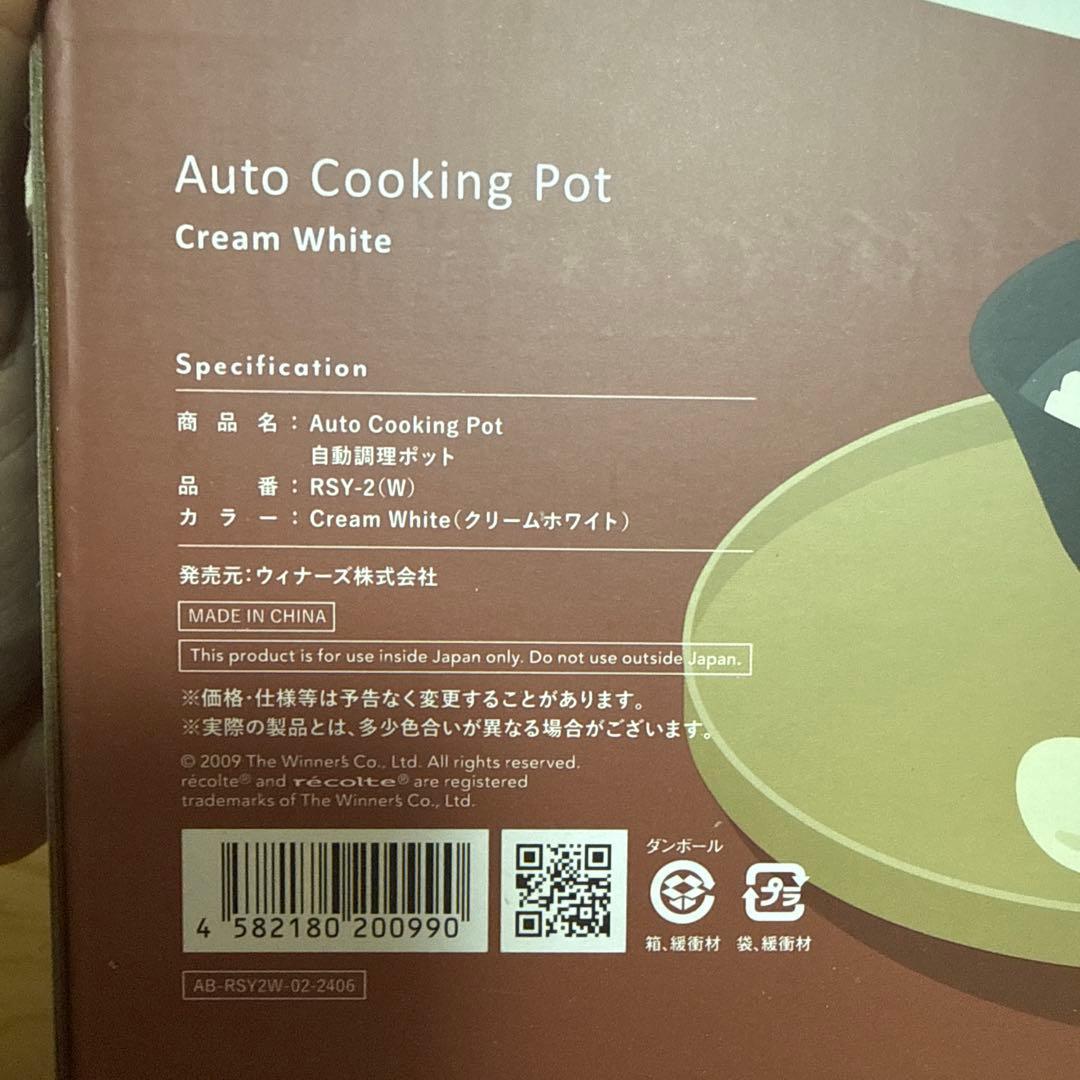 Auto Cooking Pot
Cream White
Specification
商品名：Auto Cooking Pot
自動調理ポット
品番：RSY-2(W)
カラー：Cream White(クリームホワイト)
発売元:ウィナーズ株式会社
MADE IN CHINA
This product is for use inside Japan only. Do not use outside Japan.
※価格・仕様等は予告なく変更することがあります。
※実際の製品とは、多少色合いが異なる場合がございます。
© 2009 The Winner's Co., Ltd. All rights reserved.
récolte® and récolte® are registered
trademarks of The Winner's Co., Ltd.
4 582180 200990
ダンボール
プラ
箱、緩衝材 袋、緩衝材
AB-RSY2W-02-2406